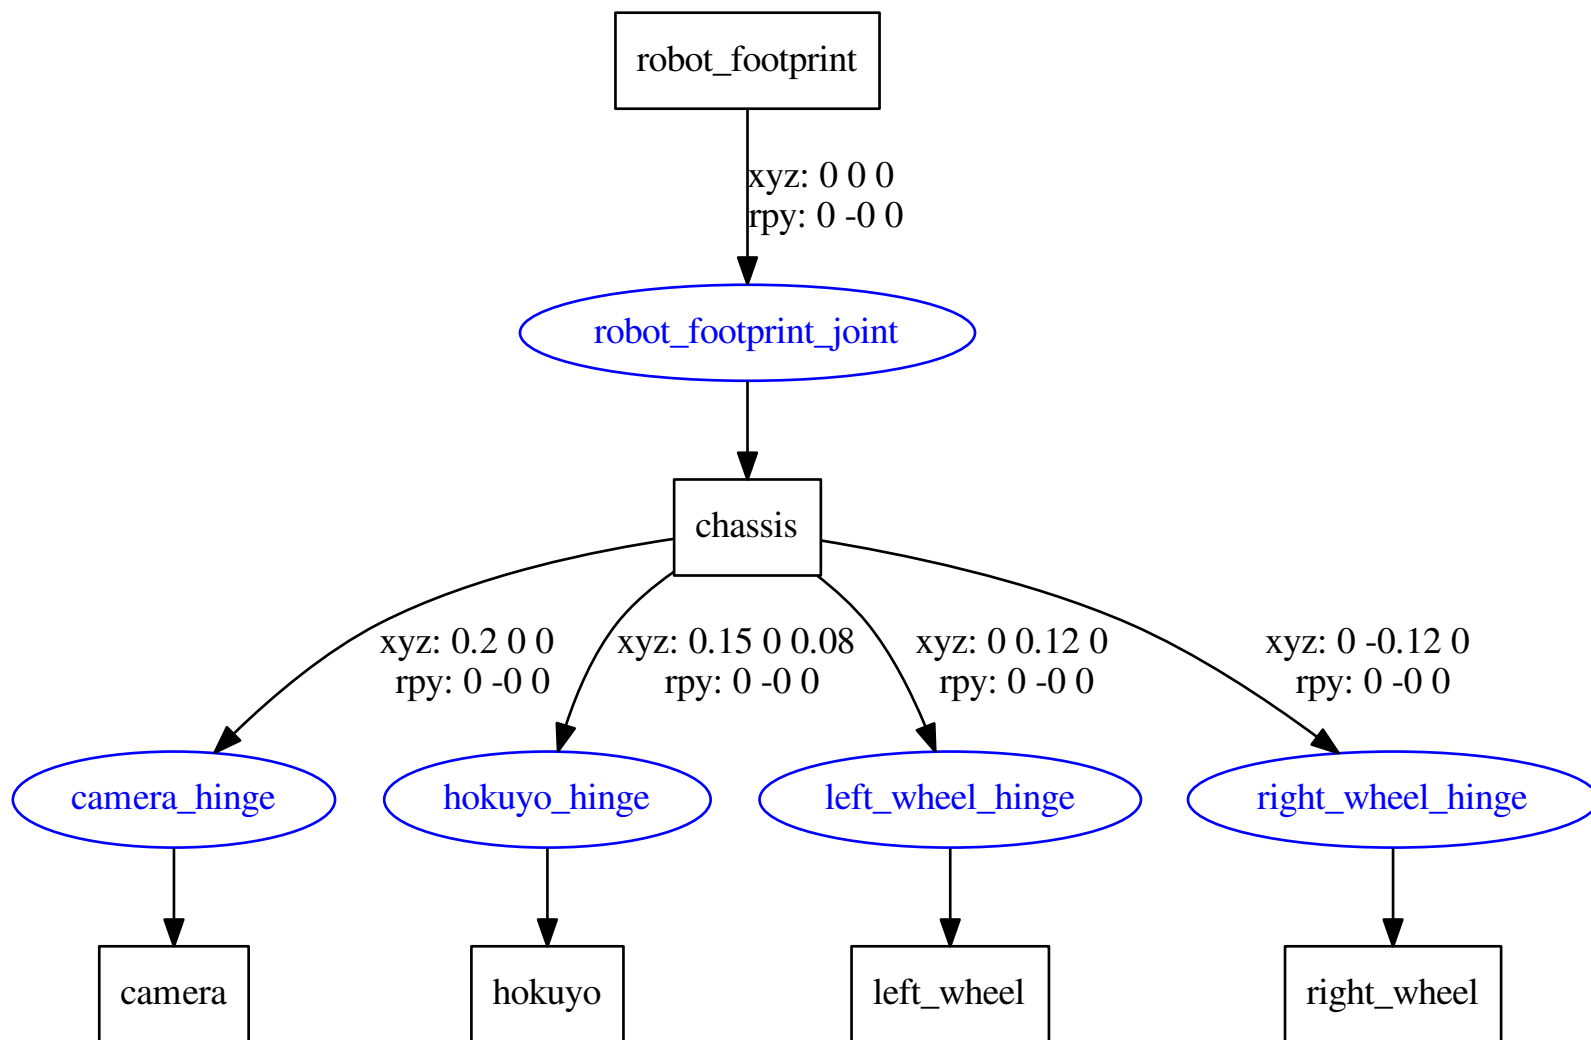 robot_footprint
xyz: 0 0 0
rpy: 0 -0 0
robot_footprint_joint
chassis
xyz: 0.2 0 0
rpy: 0 -0 0
xyz: 0.15 0 0.08
rpy: 0 -0 0
xyz: 0 0.12 0
rpy: 0 -0 0
xyz: 0 -0.12 0
rpy: 0 -0 0
camera_hinge
hokuyo_hinge
left_wheel_hinge
right_wheel_hinge
camera
hokuyo
left_wheel
right_wheel